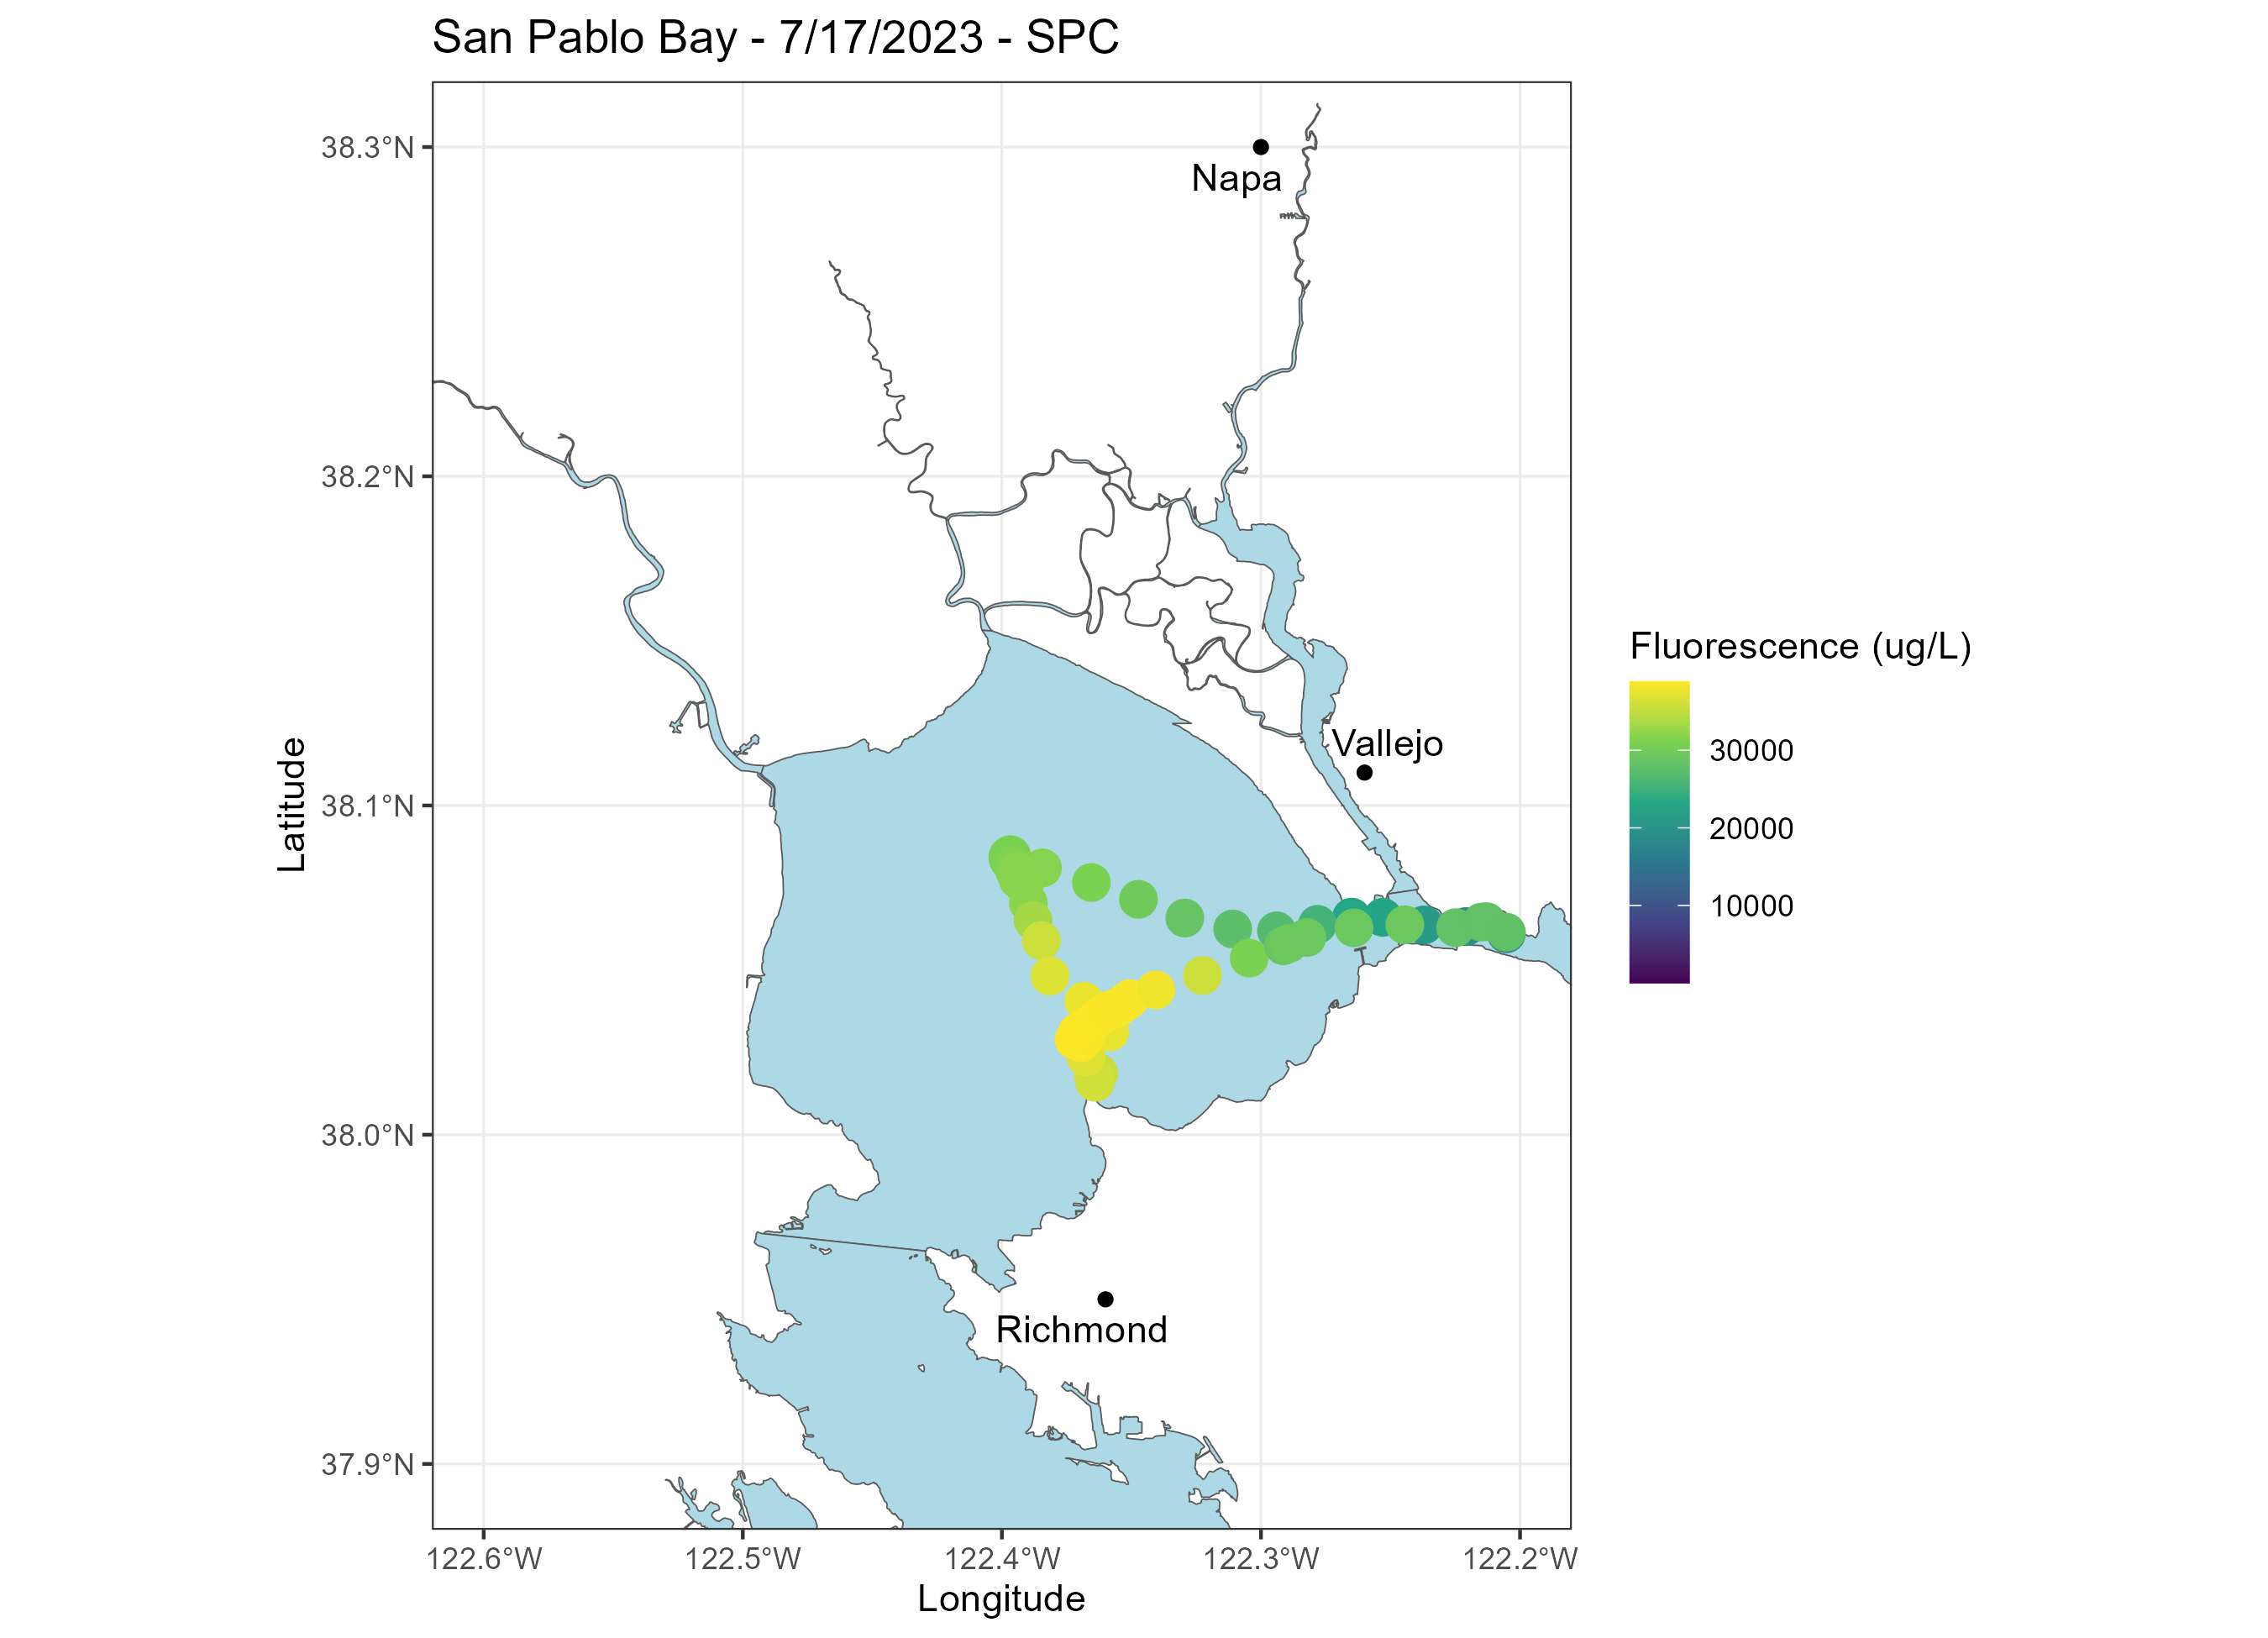 San Pablo Bay - 7/17/2023 - SPC
38.3°N
Napa
38.2°N
Fluorescence (ug/L)
Vallejo
30000
38.1°N
20000
Latitude
10000
38.0°N
Richmond
37.9°N
122.6°W 122.5°W 122.4°W 122.3°W 122.2°W
Longitude